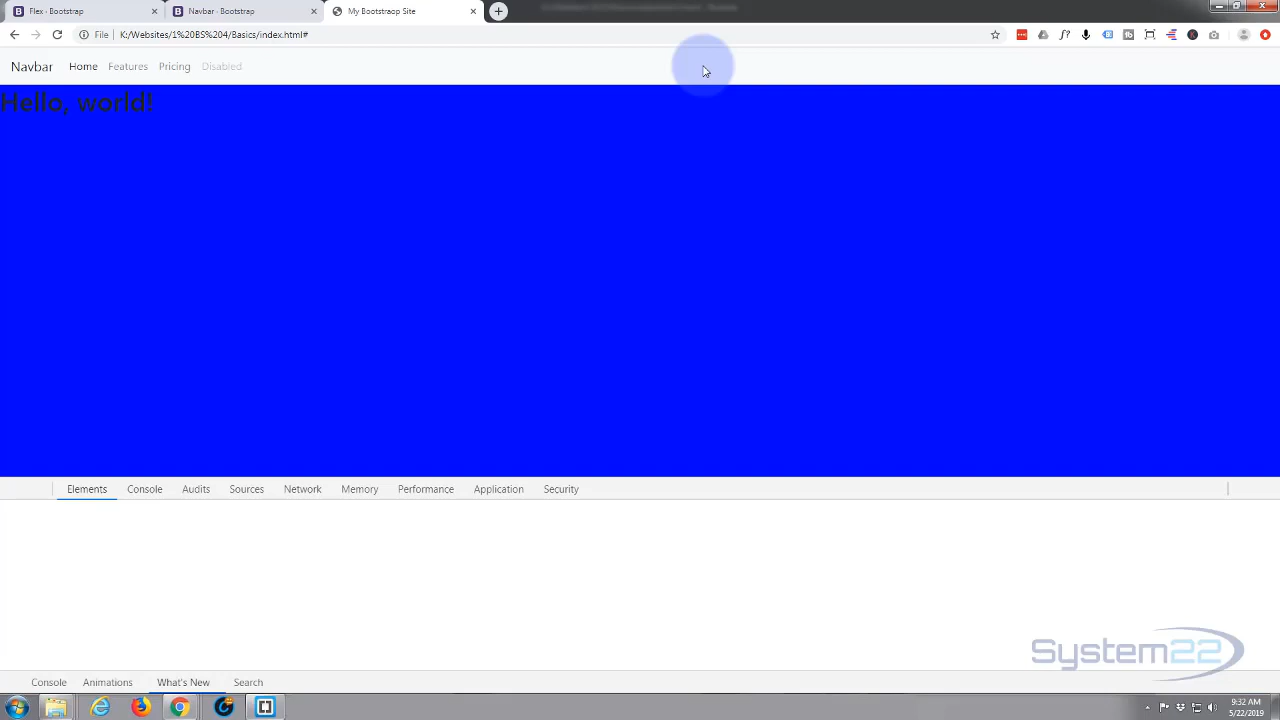 Flex - Bootstrap
Navbar - Bootstrap
My Bootstraop Site
File
K:/Websites/1%20BS%204/Basics/index.html#
Navbar
Home
Features
Pricing
Disabled
Hello, world!
Elements
Console
Audits
Sources
Network
Memory
Performance
Application
Security
System22
Console
Animations
What's New
Search
9:32 AM
5/22/2019